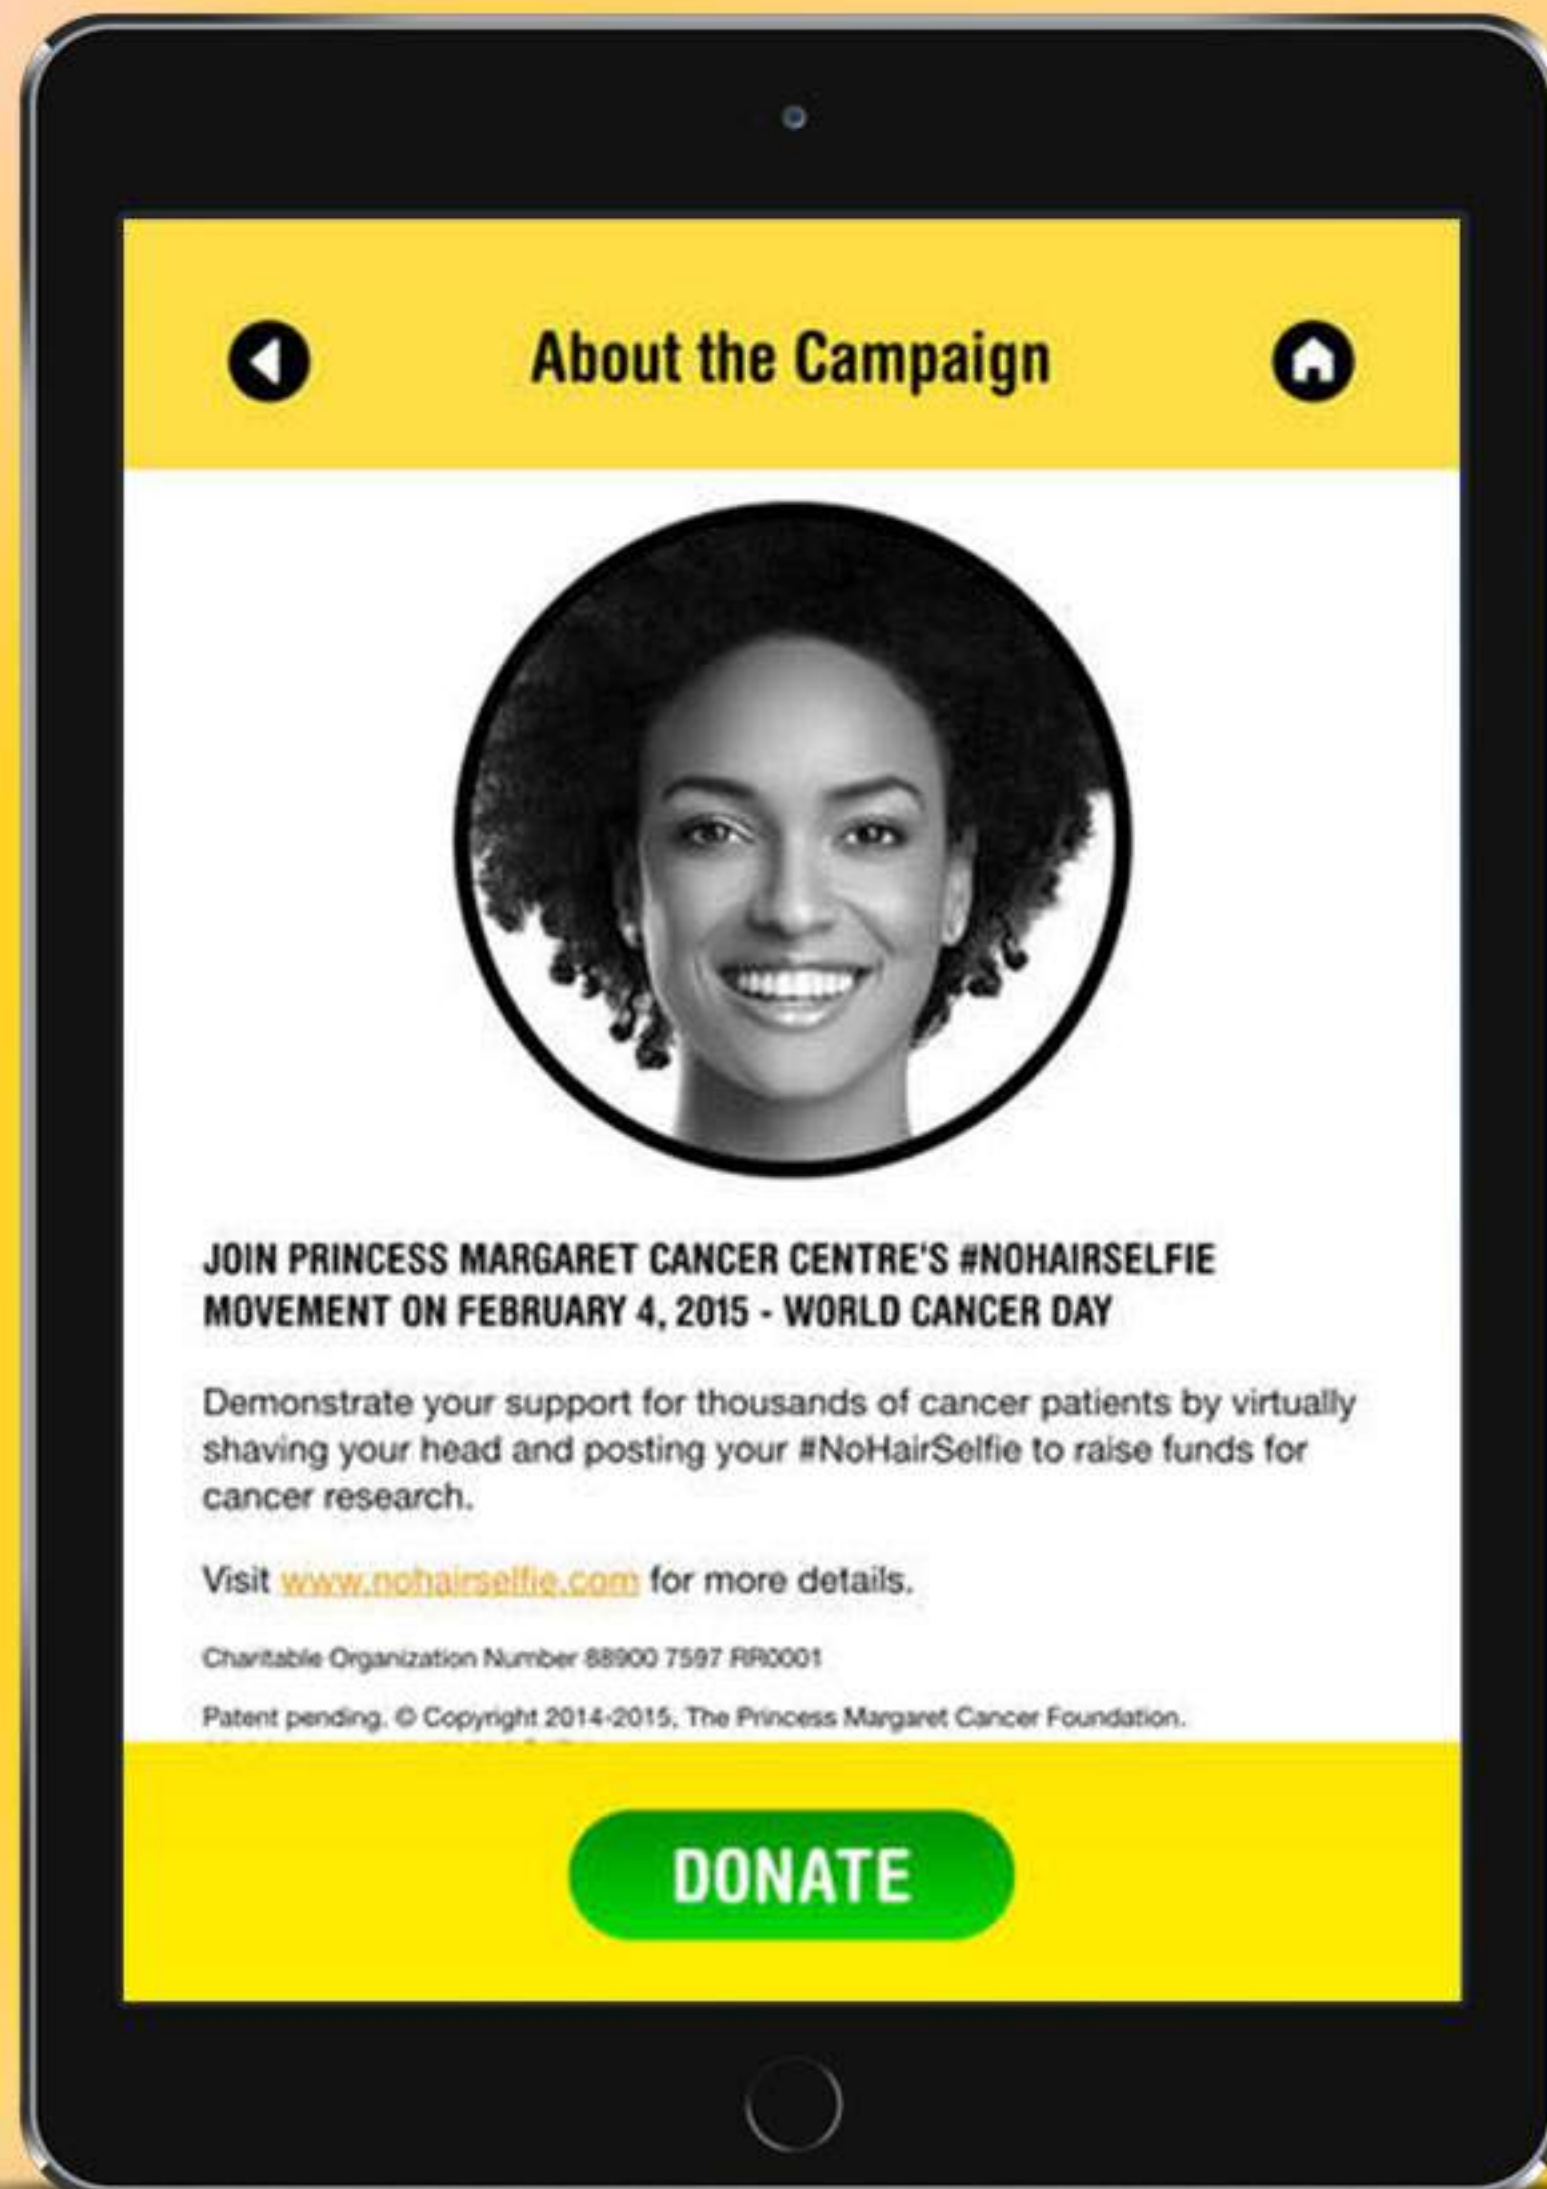 About the Campaign
JOIN PRINCESS MARGARET CANCER CENTRE'S #NOHAIRSELFIE
MOVEMENT ON FEBRUARY 4, 2015 - WORLD CANCER DAY
Demonstrate your support for thousands of cancer patients by virtually
shaving your head and posting your #NoHairSelfie to raise funds for
cancer research.
Visit www.nohairselfie.com for more details.
Charitable Organization Number 88900 7597 RR0001
Patent pending. © Copyright 2014-2015, The Princess Margaret Cancer Foundation.
DONATE